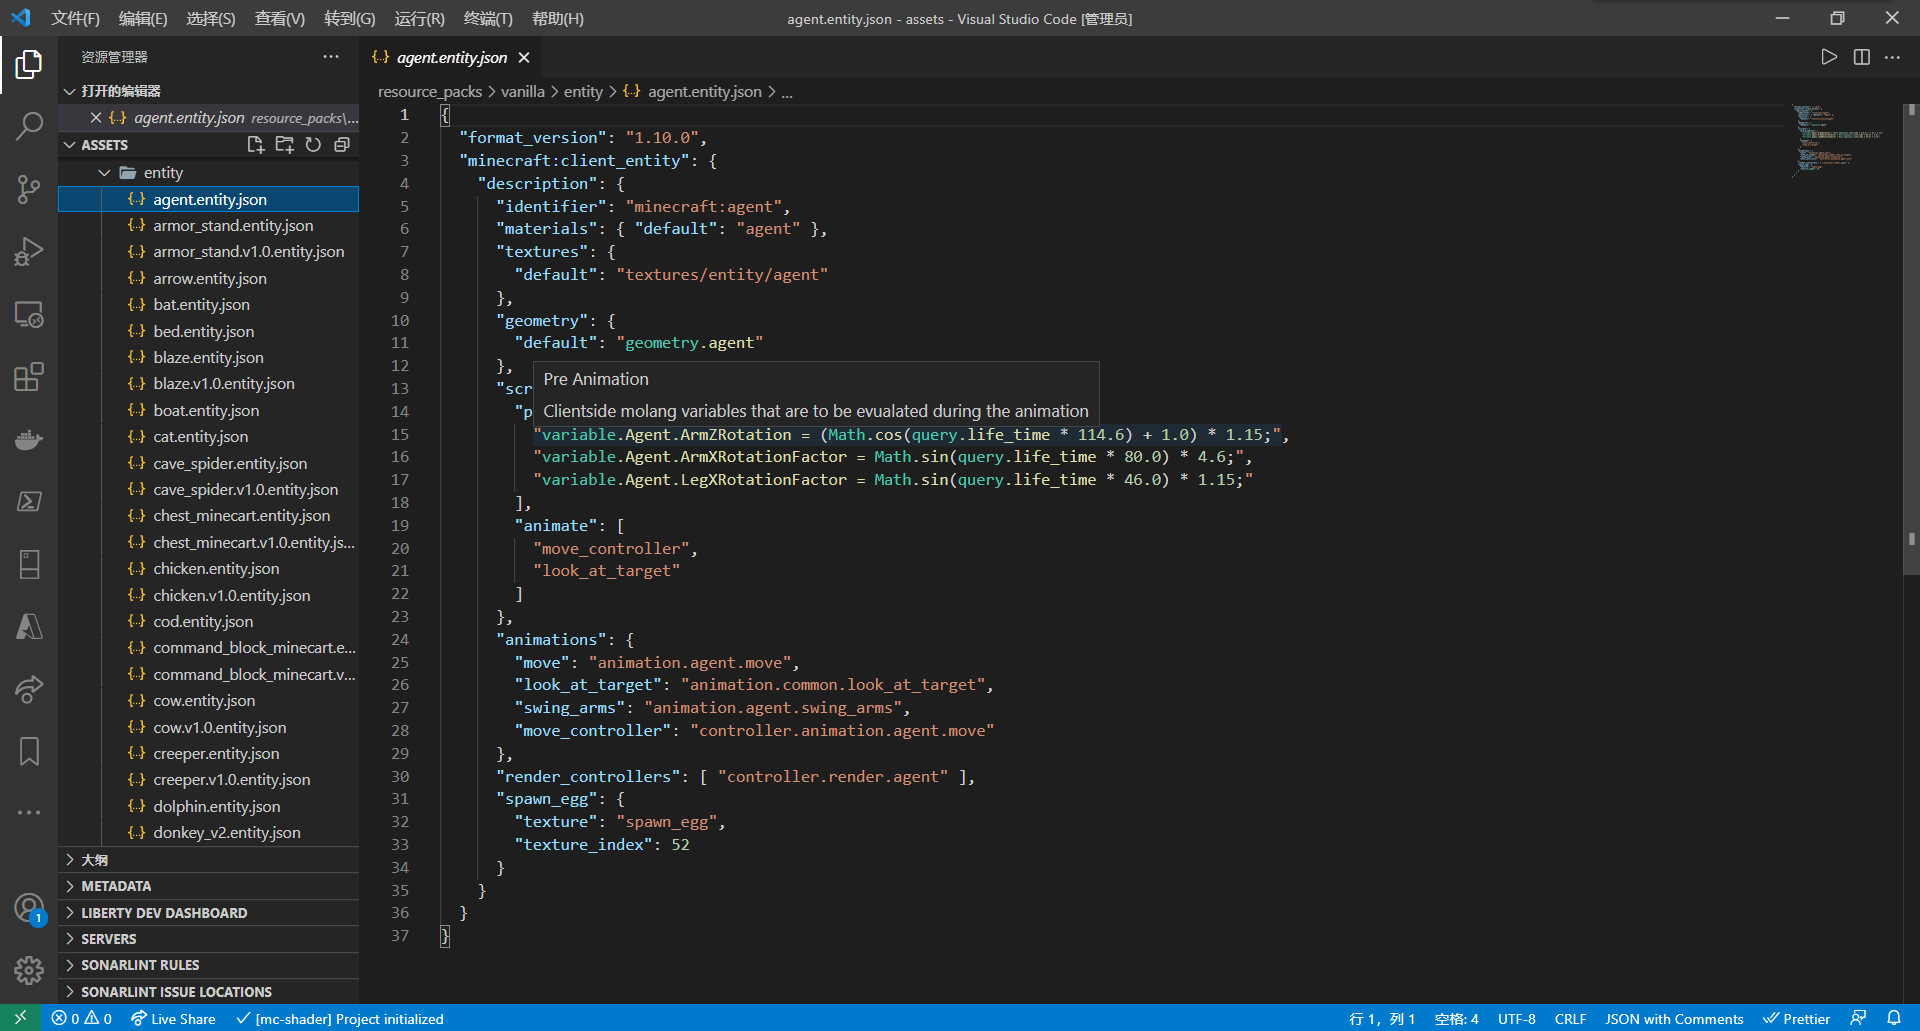 文件(F) 编辑(E) 选择(S) 查看(V) 转到(G) 运行(R) 终端(T) 帮助(H)
agent.entity.json - assets - Visual Studio Code [管理员]
资源管理器
打开的编辑器
agent.entity.json resource_packs\...
ASSETS
entity
agent.entity.json
armor_stand.entity.json
armor_stand.v1.0.entity.json
arrow.entity.json
bat.entity.json
bed.entity.json
blaze.entity.json
blaze.v1.0.entity.json
boat.entity.json
cat.entity.json
cave_spider.entity.json
cave_spider.v1.0.entity.json
chest_minecart.entity.json
chest_minecart.v1.0.entity.js...
chicken.entity.json
chicken.v1.0.entity.json
cod.entity.json
command_block_minecart.e...
command_block_minecart.v...
cow.entity.json
cow.v1.0.entity.json
creeper.entity.json
creeper.v1.0.entity.json
dolphin.entity.json
donkey_v2.entity.json
大纲
METADATA
LIBERTY DEV DASHBOARD
SERVERS
SONARLINT RULES
SONARLINT ISSUE LOCATIONS
1
agent.entity.json
resource_packs > vanilla > entity > {..} agent.entity.json > ...
1 {
2 "format_version": "1.10.0",
3 "minecraft:client_entity": {
4 "description": {
5 "identifier": "minecraft:agent",
6 "materials": { "default": "agent" },
7 "textures": {
8 "default": "textures/entity/agent"
9 },
10 "geometry": {
11 "default": "geometry.agent"
12 },
Pre Animation
13 "scr
14 "p
Clientside molang variables that are to be evualated during the animation
15 "variable.Agent.ArmZRotation = (Math.cos(query.life_time * 114.6) + 1.0) * 1.15;",
16 "variable.Agent.ArmXRotationFactor = Math.sin(query.life_time * 80.0) * 4.6;",
17 "variable.Agent.LegXRotationFactor = Math.sin(query.life_time * 46.0) * 1.15;"
18 ],
19 "animate": [
20 "move_controller",
21 "look_at_target"
22 ]
23 },
24 "animations": {
25 "move": "animation.agent.move",
26 "look_at_target": "animation.common.look_at_target",
27 "swing_arms": "animation.agent.swing_arms",
28 "move_controller": "controller.animation.agent.move"
29 },
30 "render_controllers": [ "controller.render.agent" ],
31 "spawn_egg": {
32 "texture": "spawn_egg",
33 "texture_index": 52
34 }
35 }
36 }
37 }
0 0 Live Share [mc-shader] Project initialized
行 1，列 1 空格: 4 UTF-8 CRLF JSON with Comments Prettier